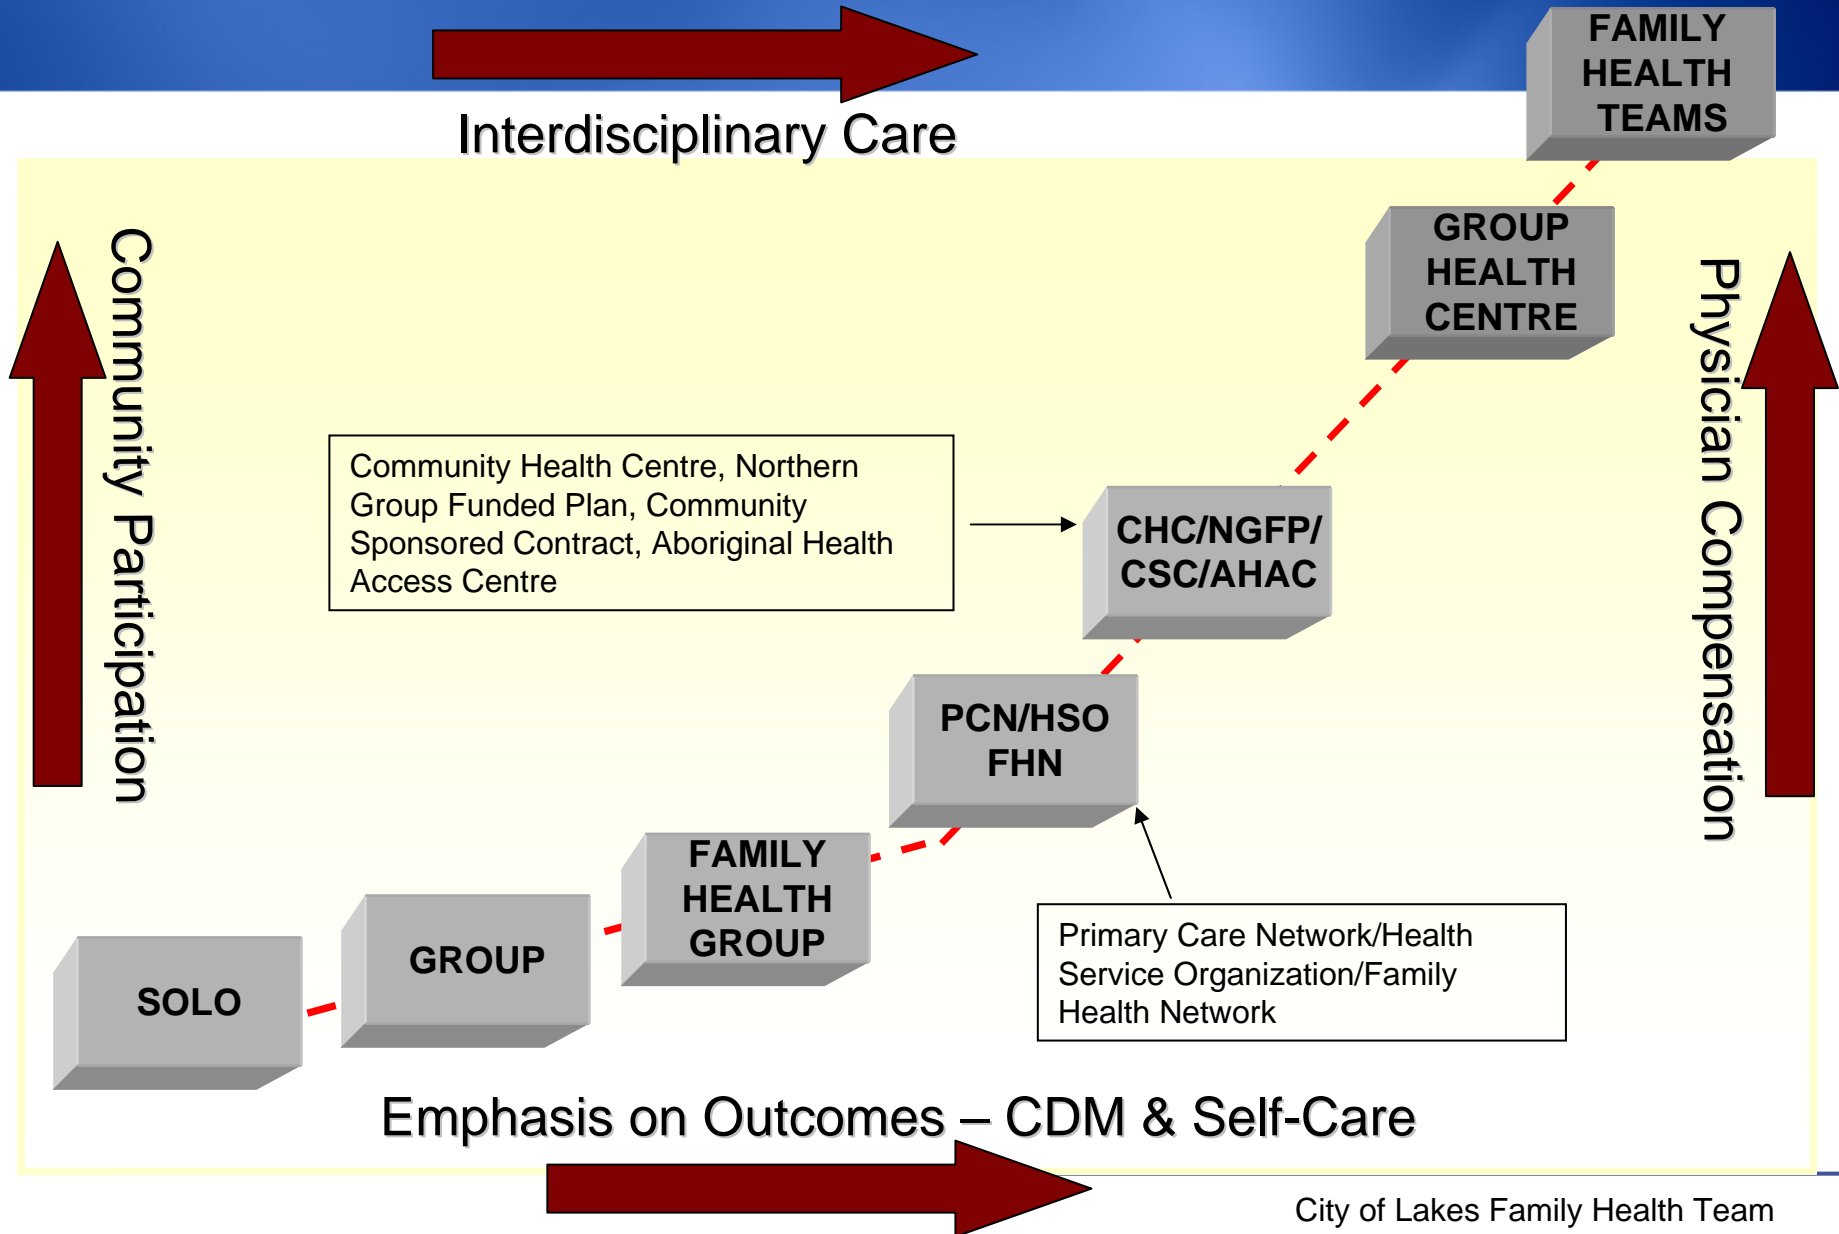 FAMILY
HEALTH
TEAMS
Interdisciplinary Care
GROUP
HEALTH
CENTRE
Community Participation
Physician Compensation
Community Health Centre, Northern
Group Funded Plan, Community
Sponsored Contract, Aboriginal Health
Access Centre
CHC/NGFP/
CSC/AHAC
PCN/HSO
FHN
FAMILY
HEALTH
GROUP
GROUP
SOLO
Primary Care Network/Health
Service Organization/Family
Health Network
Emphasis on Outcomes – CDM & Self-Care
City of Lakes Family Health Team